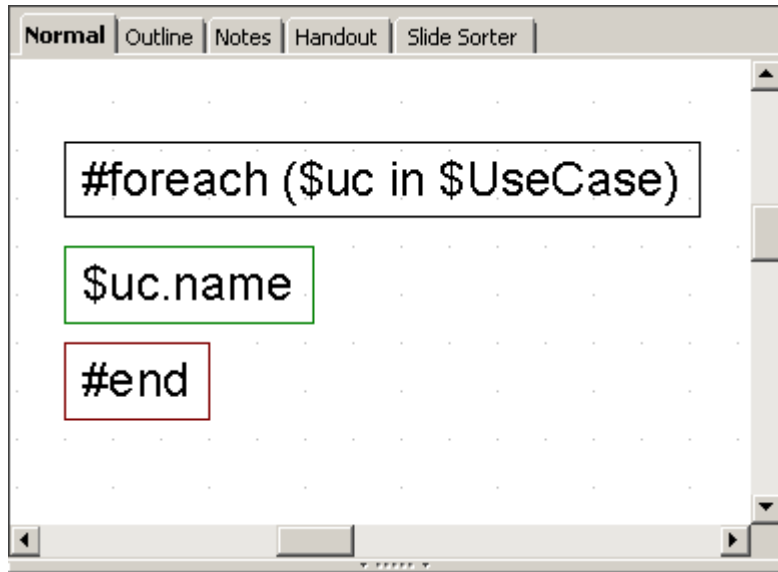 Normal Outline Notes Handout Slide Sorter
#foreach ($uc in $UseCase)
$uc.name
#end